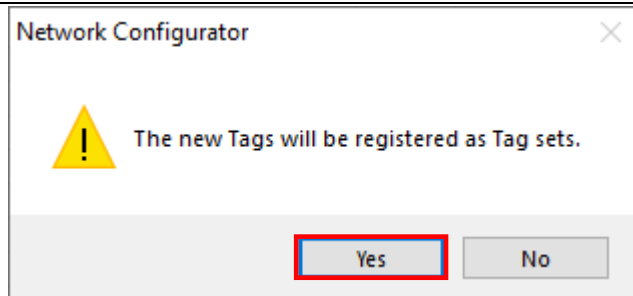 Network Configurator
The new Tags will be registered as Tag sets.
Yes
No